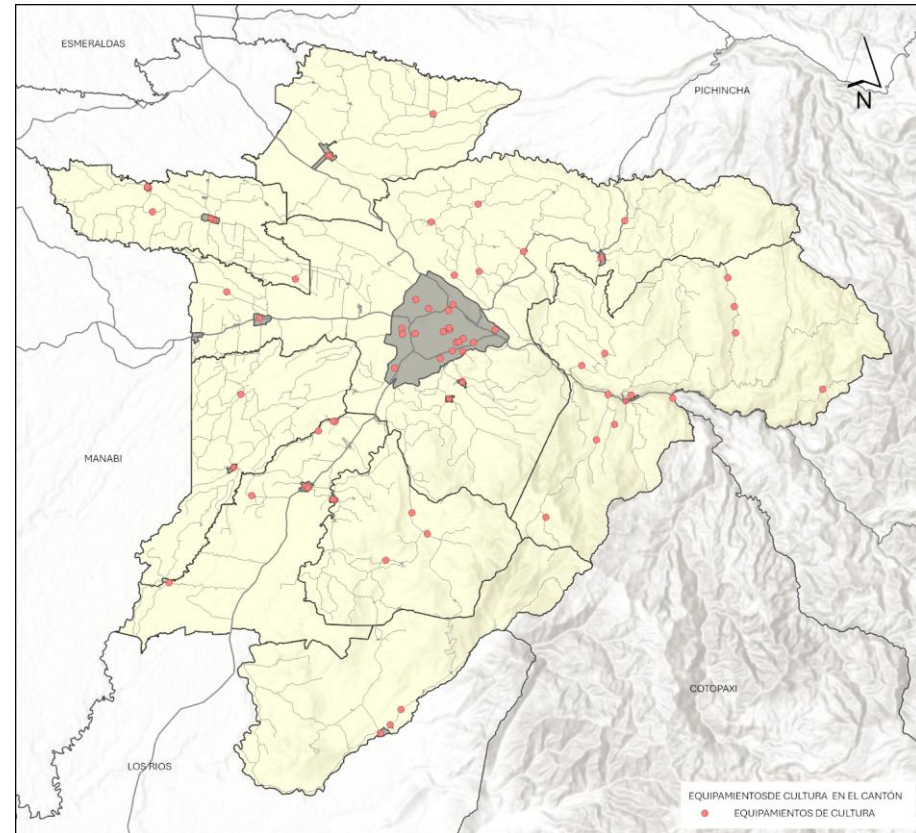 ESMERALDAS
PICHINCHA
N
MANABI
COTOPAXI
LOS RIOS
EQUIPAMIENTOSDE CULTURA EN EL CANTÓN
EQUIPAMIENTOS DE CULTURA